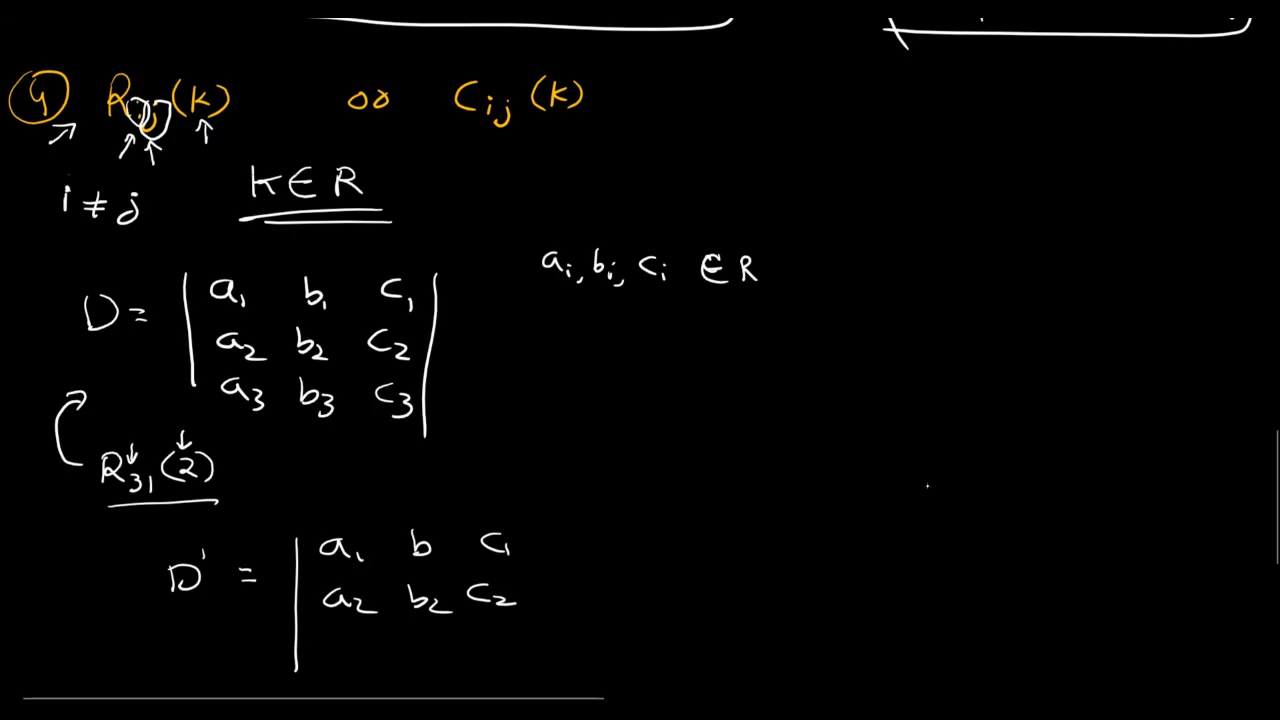 ④ Rij (K) or Cij (K)
i ≠ j K ∈ R
ai, bi, ci ∈ R
D = | a1 b1 c1 |
| a2 b2 c2 |
| a3 b3 c3 |
R31 (2)
D' = | a1 b c1
| a2 b2 c2